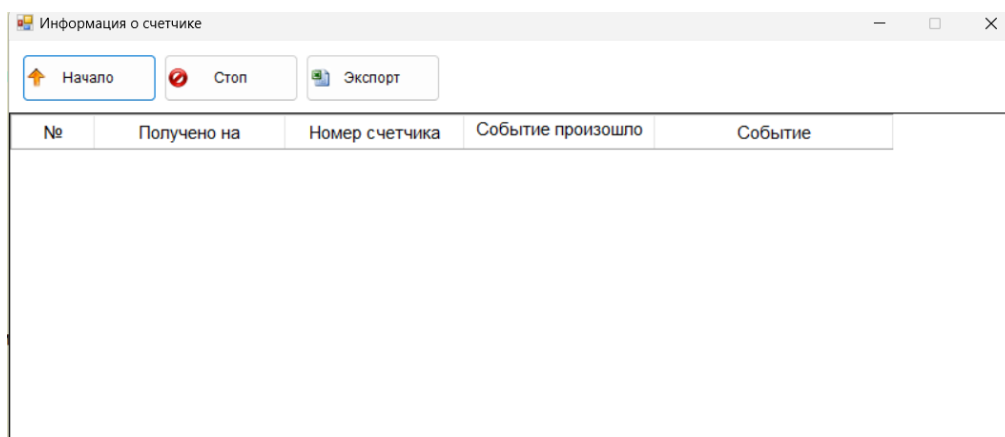 Информация о счетчике
Начало Стоп Экспорт
№ Получено на Номер счетчика Событие произошло Событие